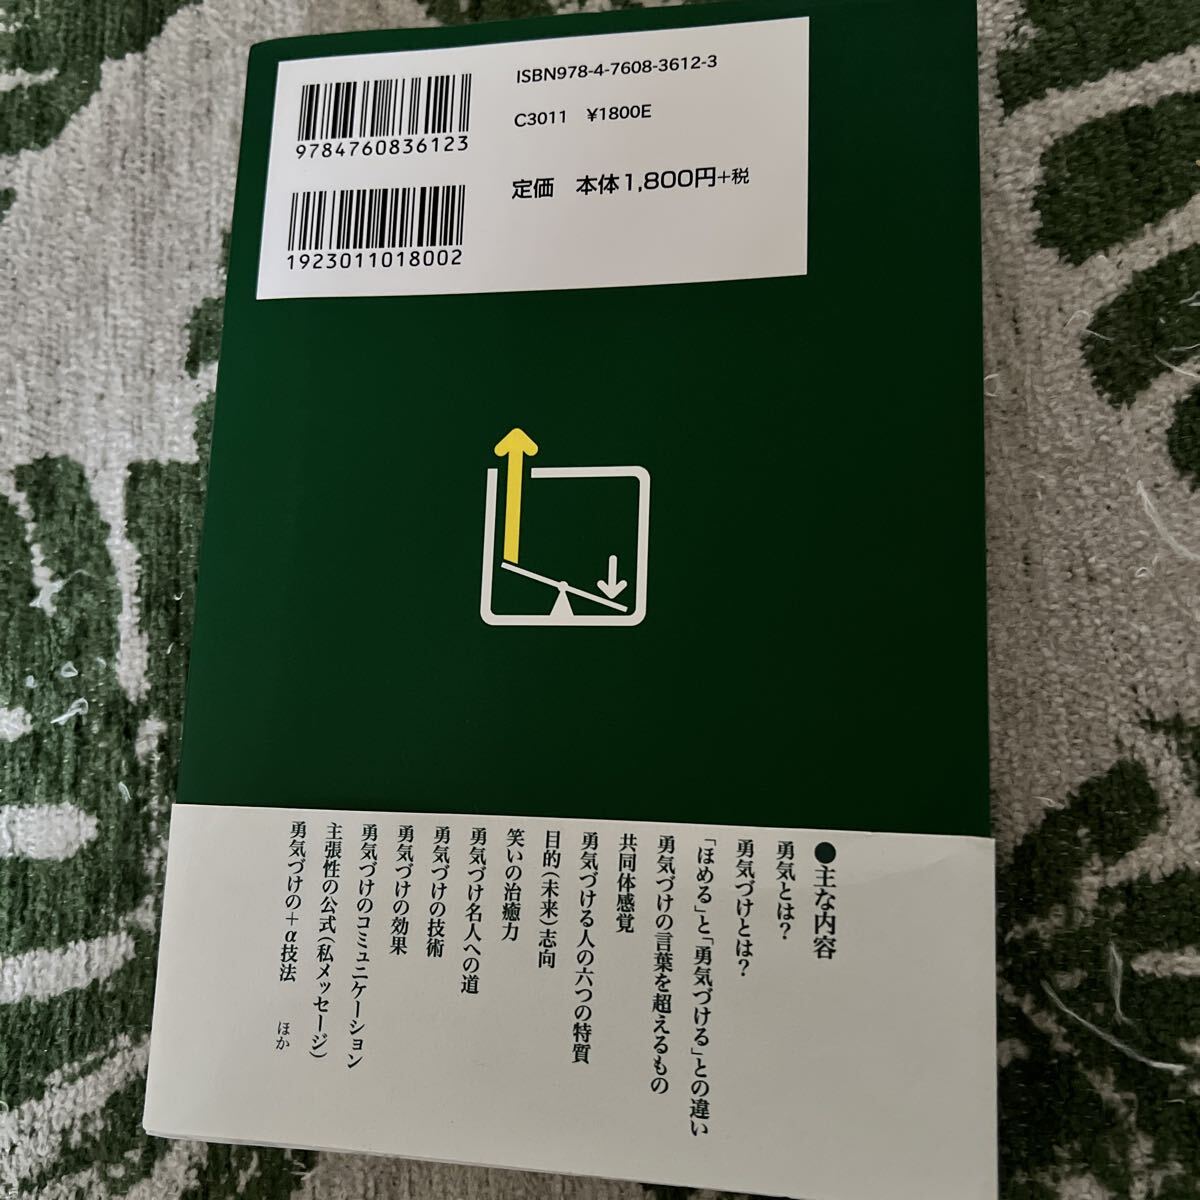 ISBN978-4-7608-3612-3
C3011 ¥1800E
定価 本体1,800円+税
9784760836123
1923011018002
●主な内容
勇気とは?
勇気づけとは?
「ほめる」と「勇気づける」との違い
勇気づけの言葉を超えるもの
共同体感覚
勇気づける人の六つの特質
目的(未来)志向
笑いの治癒力
勇気づけ名人への道
勇気づけの技術
勇気づけの効果
勇気づけのコミュニケーション
主張性の公式(私メッセージ)
勇気づけの+α技法 ほか